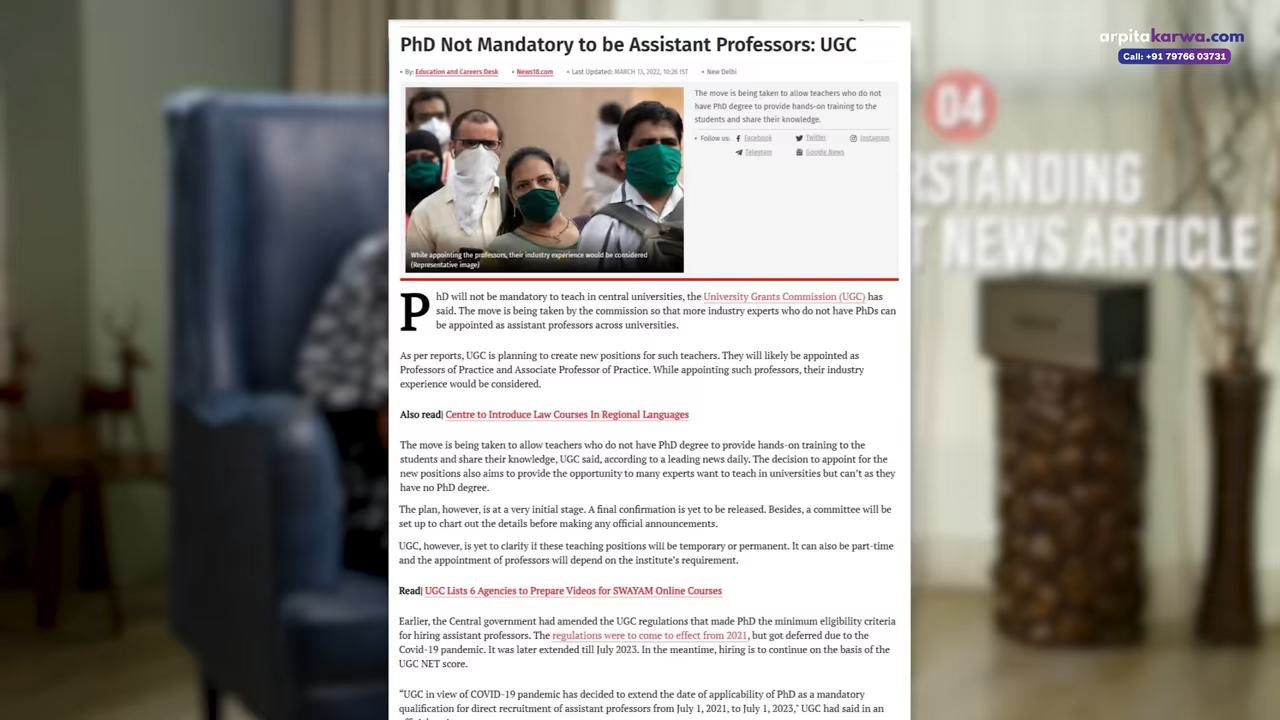 PhD Not Mandatory to be Assistant Professors: UGC
arpitakarwa.com
Call: +91 79766 03731
• By: Education and Careers Desk • News18.com • Last Updated: MARCH 13, 2022, 10:26 IST • New Delhi
The move is being taken to allow teachers who do not
have PhD degree to provide hands-on training to the
students and share their knowledge.
• Follow us: Facebook Twitter Instagram
Telegram Google News
While appointing the professors, their industry experience would be considered
(Representative image)
04
RSTANDING
T NEWS ARTICLE
PhD will not be mandatory to teach in central universities, the University Grants Commission (UGC) has
said. The move is being taken by the commission so that more industry experts who do not have PhDs can
be appointed as assistant professors across universities.
As per reports, UGC is planning to create new positions for such teachers. They will likely be appointed as
Professors of Practice and Associate Professor of Practice. While appointing such professors, their industry
experience would be considered.
Also read| Centre to Introduce Law Courses In Regional Languages
The move is being taken to allow teachers who do not have PhD degree to provide hands-on training to the
students and share their knowledge, UGC said, according to a leading news daily. The decision to appoint for the
new positions also aims to provide the opportunity to many experts want to teach in universities but can't as they
have no PhD degree.
The plan, however, is at a very initial stage. A final confirmation is yet to be released. Besides, a committee will be
set up to chart out the details before making any official announcements.
UGC, however, is yet to clarify if these teaching positions will be temporary or permanent. It can also be part-time
and the appointment of professors will depend on the institute's requirement.
Read| UGC Lists 6 Agencies to Prepare Videos for SWAYAM Online Courses
Earlier, the Central government had amended the UGC regulations that made PhD the minimum eligibility criteria
for hiring assistant professors. The regulations were to come to effect from 2021, but got deferred due to the
Covid-19 pandemic. It was later extended till July 2023. In the meantime, hiring is to continue on the basis of the
UGC NET score.
“UGC in view of COVID-19 pandemic has decided to extend the date of applicability of PhD as a mandatory
qualification for direct recruitment of assistant professors from July 1, 2021, to July 1, 2023,” UGC had said in an